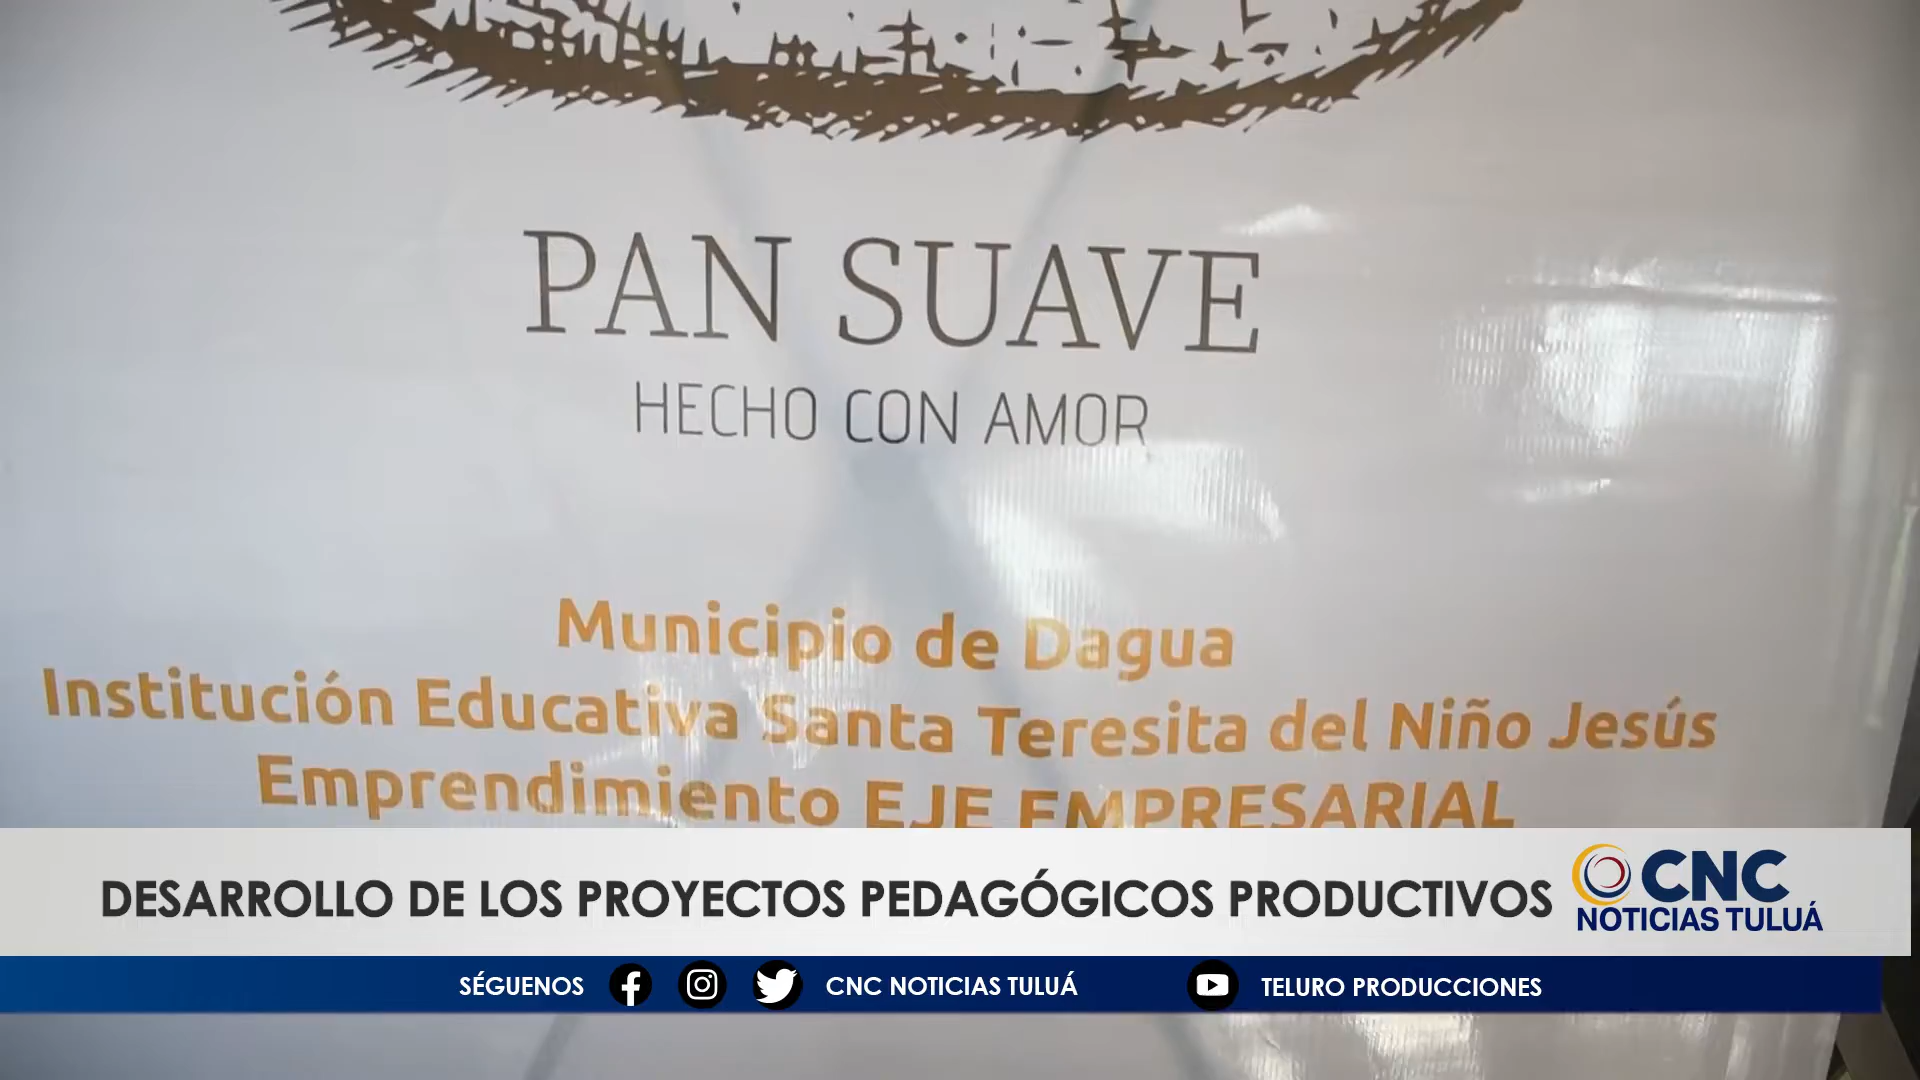 PAN SUAVE
HECHO CON AMOR
Municipio de Dagua
Institución Educativa Santa Teresita del Niño Jesús
Emprendimiento EJE EMPRESARIAL
DESARROLLO DE LOS PROYECTOS PEDAGÓGICOS PRODUCTIVOS
CNC
NOTICIAS TULUÁ
SÉGUENOS CNC NOTICIAS TULUÁ TELURO PRODUCCIONES